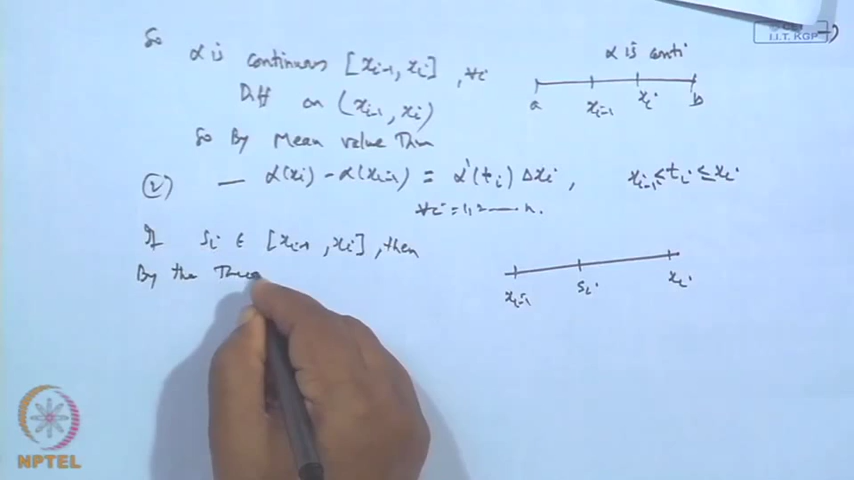 So α is continuous [xi-1, xi], ∀i
Diff on (xi-1, xi)
So By Mean value Thm
(v) — α(xi) - α(xi-1) = α'(ti) Δxi, xi-1 ≤ ti ≤ xi
∀i = 1,2 ---- n.
If si ∈ [xi-1, xi], then
By the Theo
α is conti
a xi-1 xi b
xi-1 si xi
I.I.T. KGP
NPTEL